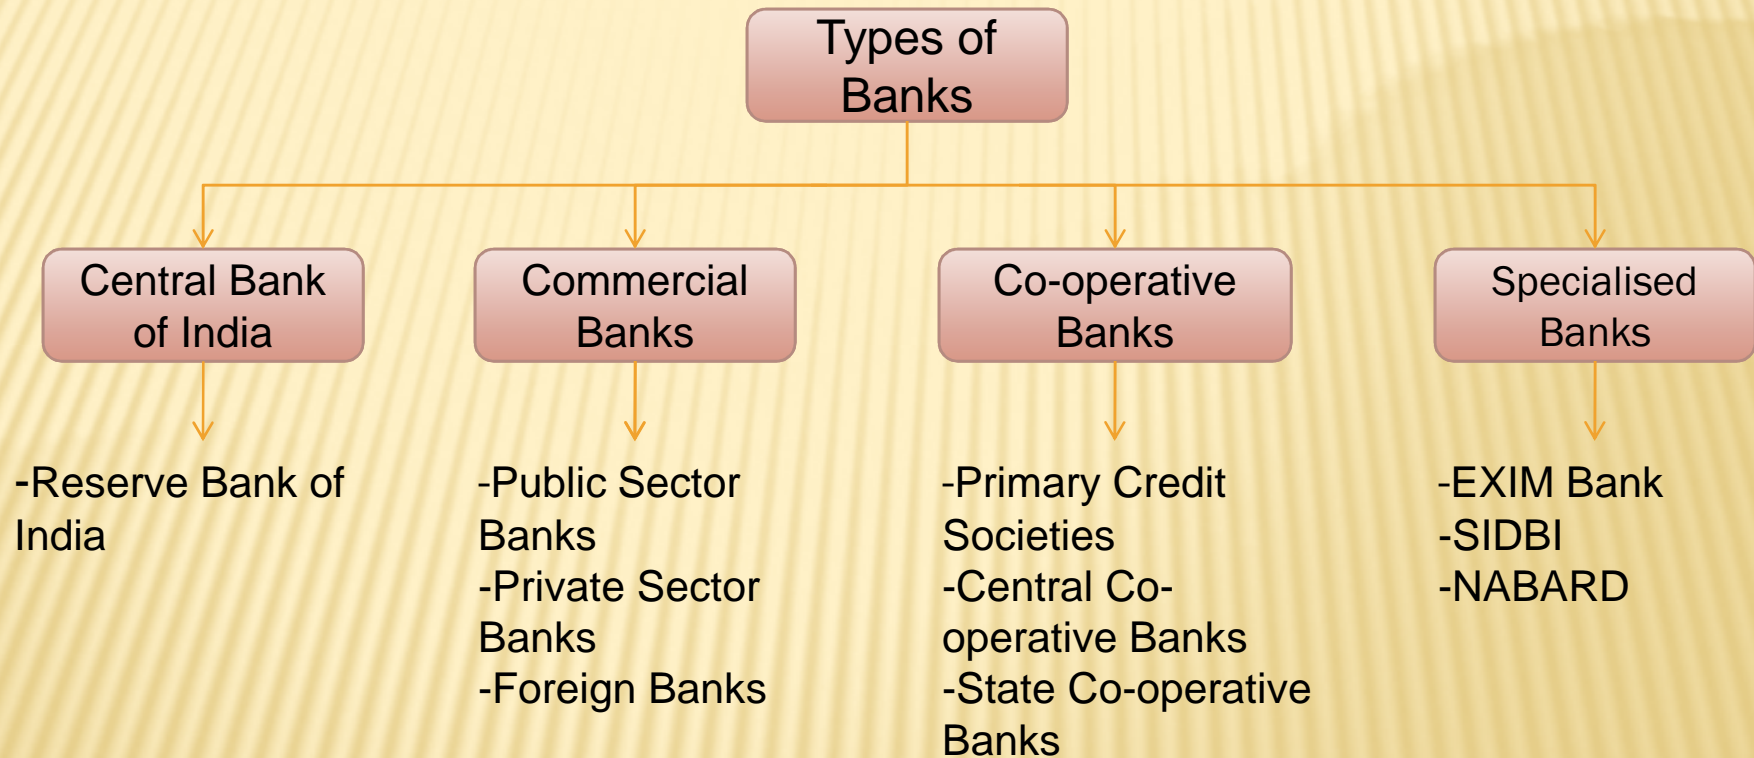 Types of
Banks
Central Bank
of India
Commercial
Banks
Co-operative
Banks
Specialised
Banks
-Reserve Bank of
India
-Public Sector
Banks
-Private Sector
Banks
-Foreign Banks
-Primary Credit
Societies
-Central Co-
operative Banks
-State Co-operative
Banks
-EXIM Bank
-SIDBI
-NABARD